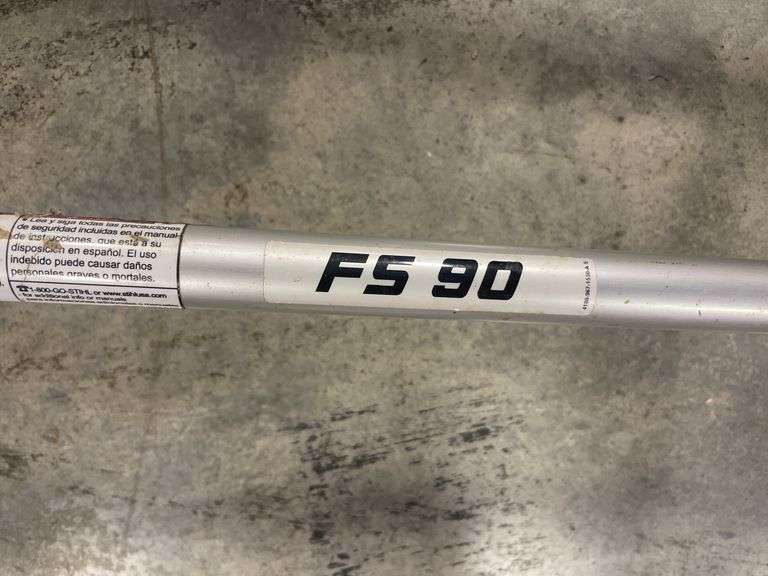 Lea y siga todas las precauciones
de seguridad incluidas en el manual
de instrucciones, que está a su
disposición en español. El uso
indebido puede causar daños
personales graves o mortales.
☎1-800-GO-STIHL or www.stihlusa.com
for additional info or manuals.
FS 90